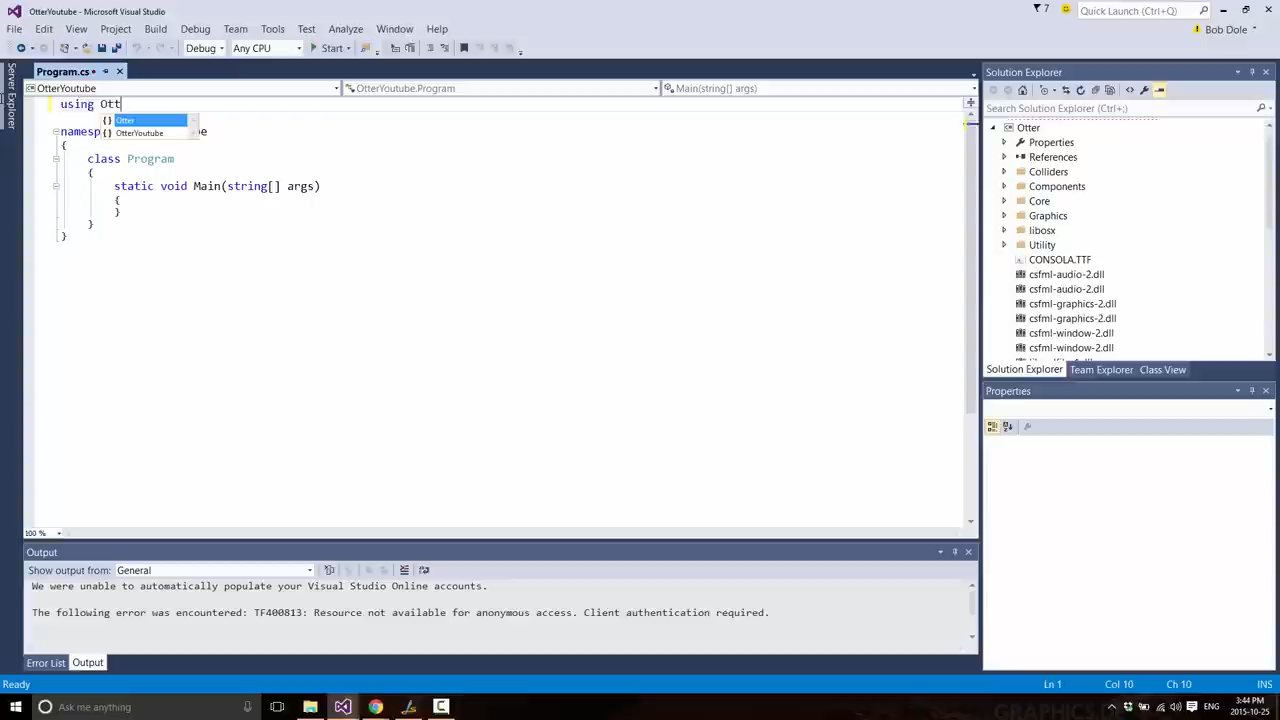 OtterYoutube - Microsoft Visual Studio
7
Quick Launch (Ctrl+Q)
File Edit View Project Build Debug Team Tools Test Analyze Window Help
Bob Dole
Debug Any CPU Start
Server Explorer
Program.cs
OtterYoutube OtterYoutube.Program Main(string[] args)
using Ott
Otter
OtterYoutube
namesp
e
{
class Program
{
static void Main(string[] args)
{
}
}
}
100 %
Solution Explorer
Search Solution Explorer (Ctrl+;)
Otter
Properties
References
Colliders
Components
Core
Graphics
libosx
Utility
CONSOLA.TTF
csfml-audio-2.dll
csfml-audio-2.dll
csfml-graphics-2.dll
csfml-graphics-2.dll
csfml-window-2.dll
csfml-window-2.dll
Solution Explorer Team Explorer Class View
Properties
Output
Show output from: General
We were unable to automatically populate your Visual Studio Online accounts.
The following error was encountered: TF400813: Resource not available for anonymous access. Client authentication required.
Error List Output
Ready Ln 1 Col 10 Ch 10 INS
Ask me anything
ENG
3:44 PM
2015-10-25